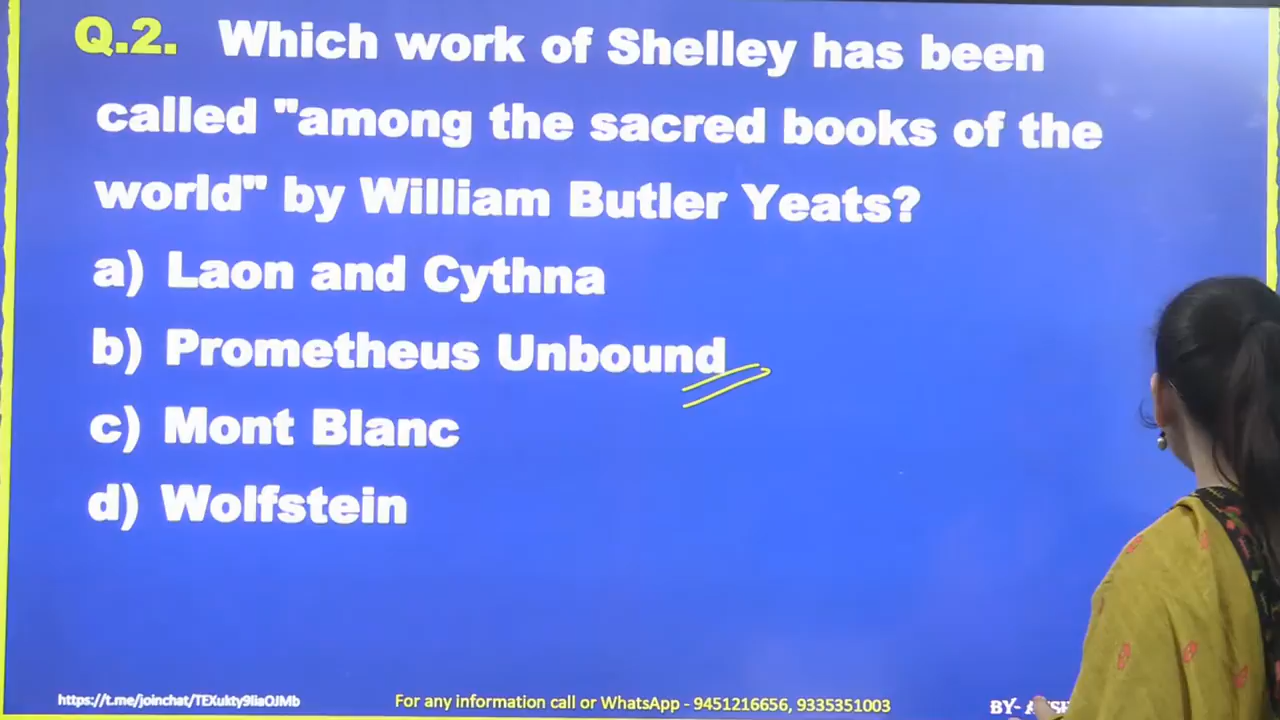 Q.2. Which work of Shelley has been
called "among the sacred books of the
world" by William Butler Yeats?
a) Laon and Cythna
b) Prometheus Unbound
c) Mont Blanc
d) Wolfstein
https://t.me/joinchat/TEXukty9liaOJMb
For any information call or WhatsApp - 9451216656, 9335351003
BY-